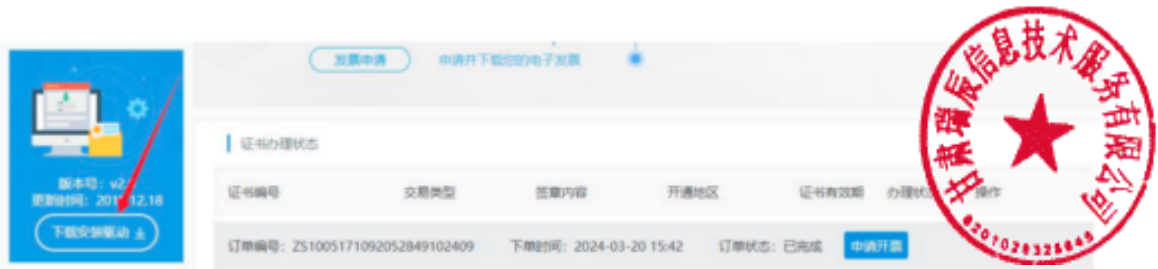 发票申请
申请并下载您的电子发票
版本号：v2.
更新时间：201 12.18
下载安装驱动
证书办理状态
证书编号 交易类型 签章内容 开通地区 证书有效期 办理状 操作
订单编号：ZS1005171092052849102409 下单时间：2024-03-20 15:42 订单状态：已完成 申请开票
甘肃瑞辰信息技术服务有限公司